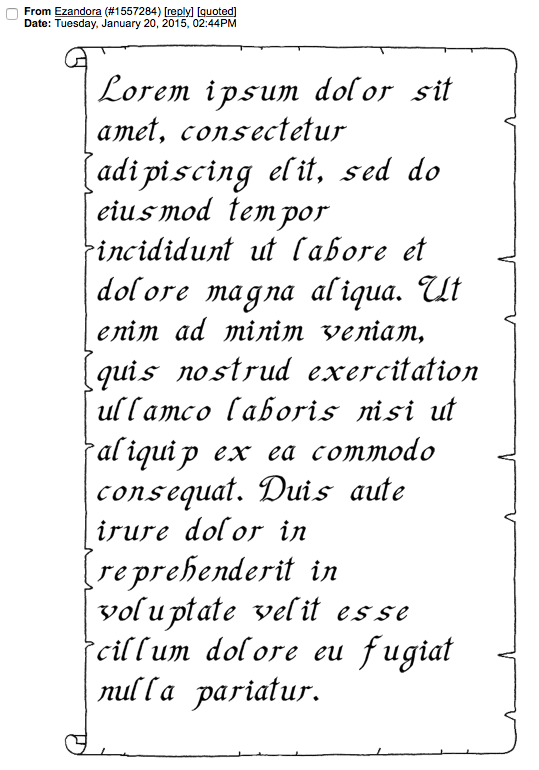 From Ezandora (#1557284) [reply] [quoted]
Date: Tuesday, January 20, 2015, 02:44PM
Lorem ipsum dolor sit
amet, consectetur
adipiscing elit, sed do
eiusmod tempor
incididunt ut labore et
dolore magna aliqua. Ut
enim ad minim veniam,
quis nostrud exercitation
ullamco laboris nisi ut
aliquip ex ea commodo
consequat. Duis aute
irure dolor in
reprehenderit in
voluptate velit esse
cillum dolore eu fugiat
nulla pariatur.